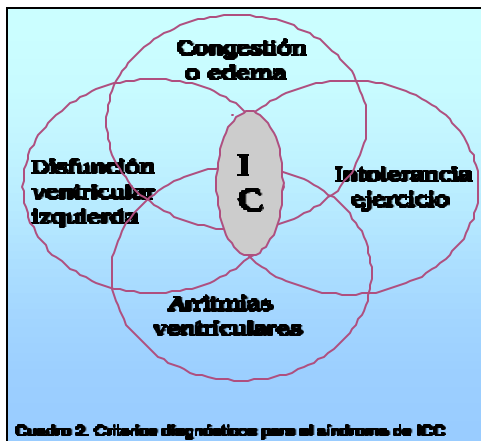 Congestión
o edema
Disfunción
ventricular
izquierda
I
C
Intolerancia
ejercicio
Arritmias
ventriculares
Cuadro 2. Criterios diagnósticos para el síndrome de ICC